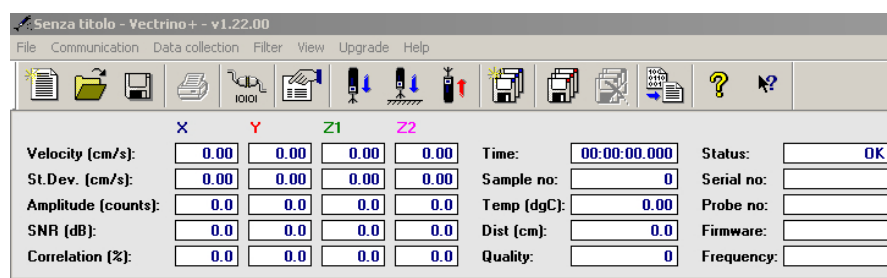 Senza titolo - Vectrino+ - v1.22.00
File Communication Data collection Filter View Upgrade Help
X Y Z1 Z2
Velocity (cm/s): 0.00 0.00 0.00 0.00 Time: 00:00:00.000 Status: OK
St.Dev. (cm/s): 0.00 0.00 0.00 0.00 Sample no: 0 Serial no:
Amplitude (counts): 0.0 0.0 0.0 0.0 Temp (dgC): 0.00 Probe no:
SNR (dB): 0.0 0.0 0.0 0.0 Dist (cm): 0.0 Firmware:
Correlation (%): 0.0 0.0 0.0 0.0 Quality: 0 Frequency: